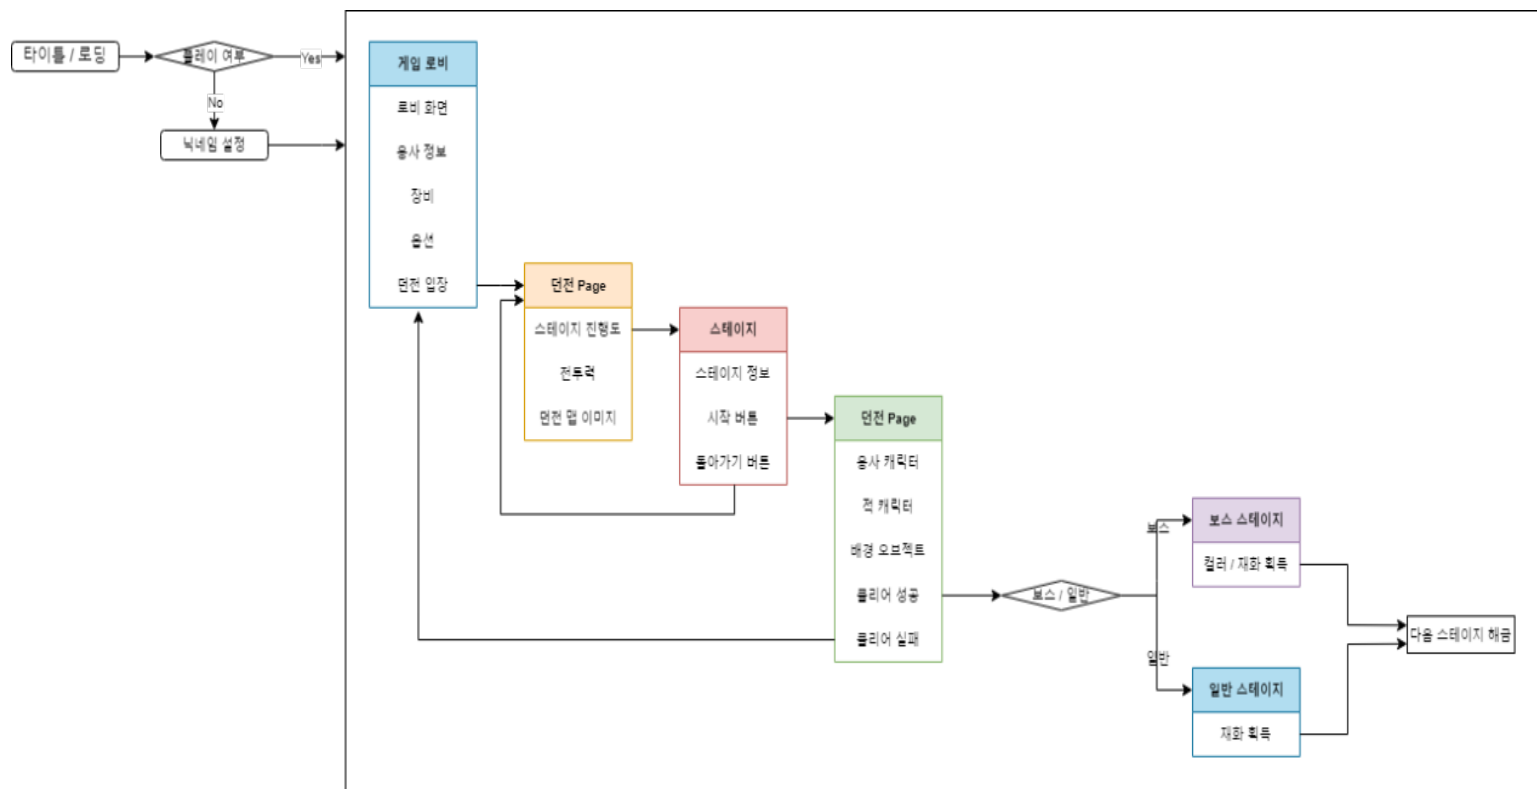 타이틀 / 로딩
플레이 여부
Yes
No
닉네임 설정
게임 로비
로비 화면
용사 정보
장비
옵션
던전 입장
던전 Page
스테이지 진행도
전투력
던전 맵 이미지
스테이지
스테이지 정보
시작 버튼
돌아가기 버튼
던전 Page
용사 캐릭터
적 캐릭터
배경 오브젝트
클리어 성공
클리어 실패
보스 / 일반
보스
일반
보스 스테이지
컬러 / 재화 획득
일반 스테이지
재화 획득
다음 스테이지 해금